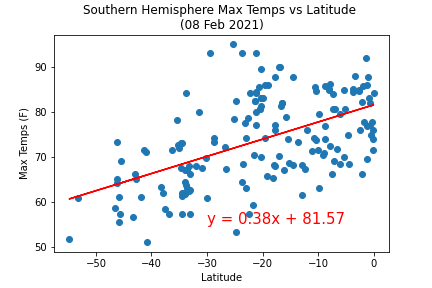 Southern Hemisphere Max Temps vs Latitude
(08 Feb 2021)
Max Temps (F)
90
80
70
60
50
y = 0.38x + 81.57
−50
−40
−30
−20
−10
0
Latitude